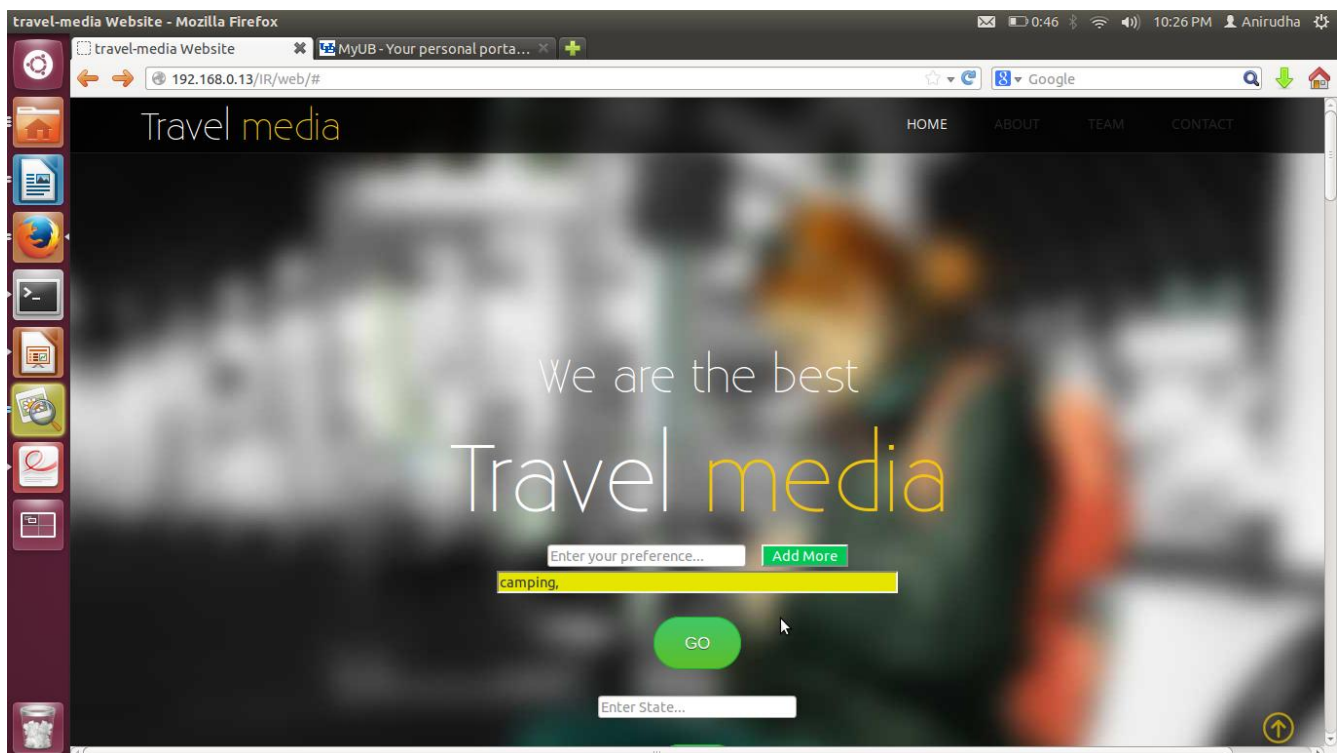 travel-media Website - Mozilla Firefox
0:46 10:26 PM Anirudha
travel-media Website MyUB - Your personal porta...
192.168.0.13/IR/web/# Google
Travel media HOME ABOUT TEAM CONTACT
We are the best
Travel media
Enter your preference... Add More
camping,
GO
Enter State...